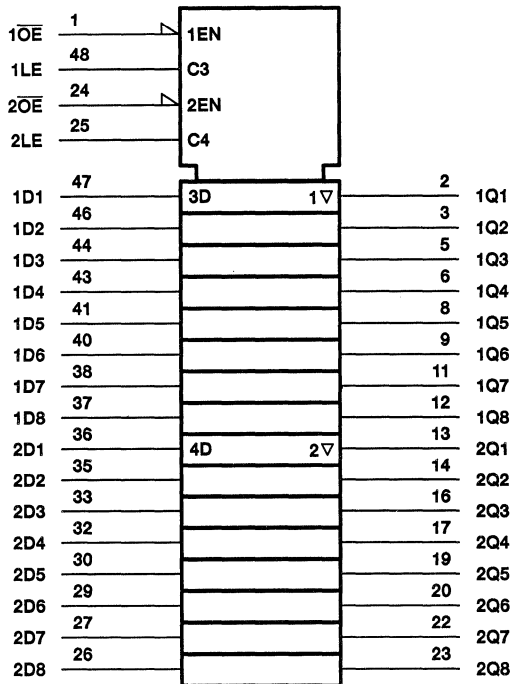 1O̅E̅ 1 1EN
1LE 48 C3
2O̅E̅ 24 2EN
2LE 25 C4
1D1 47 3D 1▽ 2 1Q1
1D2 46 3 1Q2
1D3 44 5 1Q3
1D4 43 6 1Q4
1D5 41 8 1Q5
1D6 40 9 1Q6
1D7 38 11 1Q7
1D8 37 12 1Q8
2D1 36 4D 2▽ 13 2Q1
2D2 35 14 2Q2
2D3 33 16 2Q3
2D4 32 17 2Q4
2D5 30 19 2Q5
2D6 29 20 2Q6
2D7 27 22 2Q7
2D8 26 23 2Q8